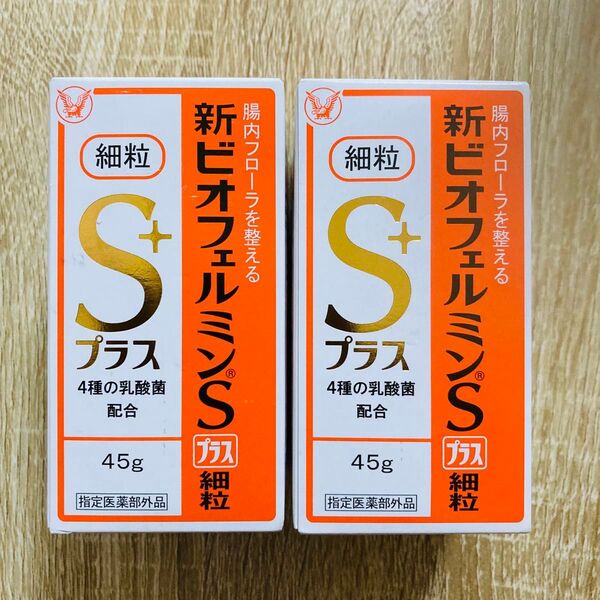 腸内フローラを整える
新ビオフェルミンS®
プラス
細粒
細粒
S+
プラス
4種の乳酸菌
配合
45g
指定医薬部外品
腸内フローラを整える
新ビオフェルミンS®
プラス
細粒
細粒
S+
プラス
4種の乳酸菌
配合
45g
指定医薬部外品